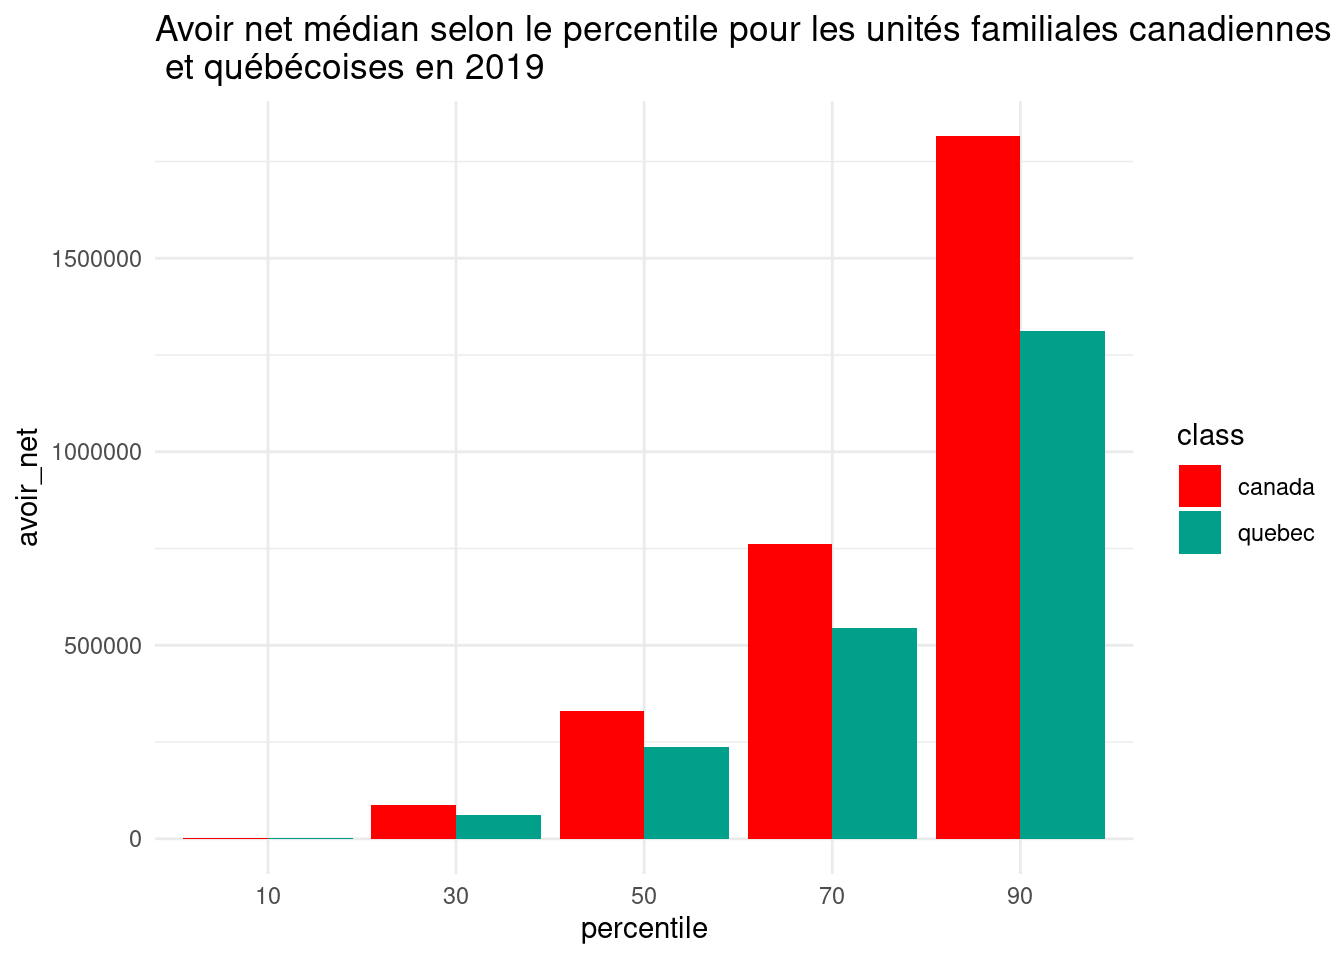 Avoir net médian selon le percentile pour les unités familiales canadiennes
et québécoises en 2019
1500000
1000000
500000
0
avoir_net
10 30 50 70 90
percentile
class
canada
quebec